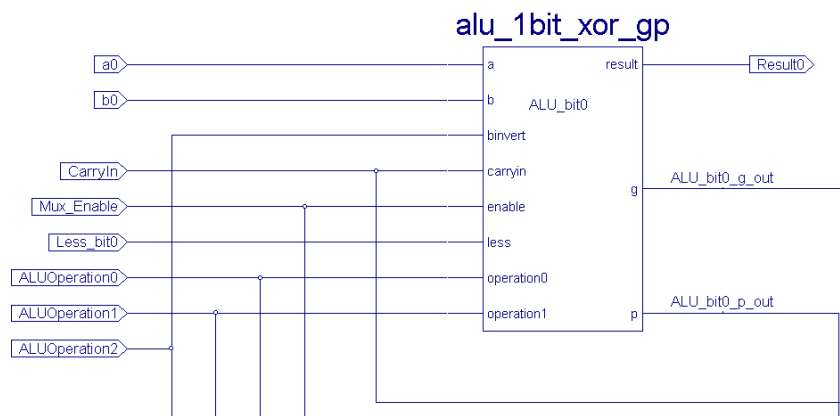 alu_1bit_xor_gp
a0
a
result
Result0
b0
b
ALU_bit0
binvert
CarryIn
carryin
ALU_bit0_g_out
g
Mux_Enable
enable
Less_bit0
less
ALUOperation0
operation0
ALU_bit0_p_out
ALUOperation1
operation1
p
ALUOperation2